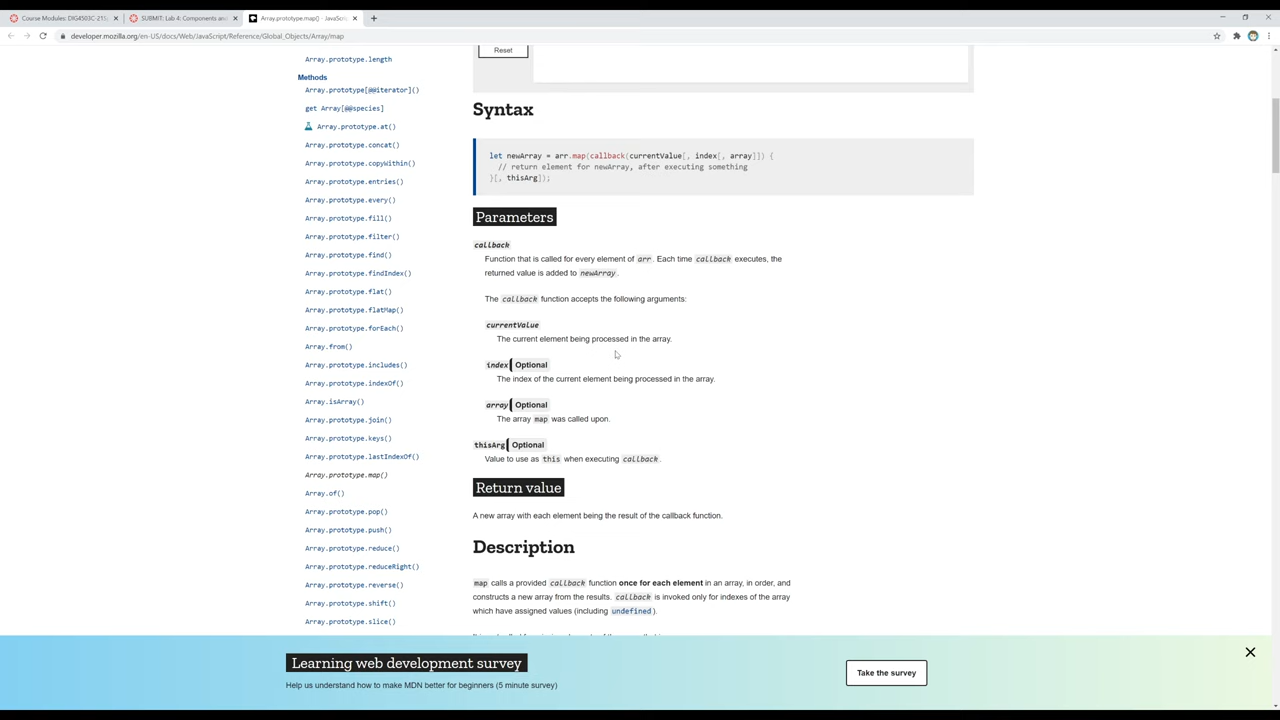 Course Modules: DIG4503C-21S
SUBMIT: Lab 4: Components an
Array.prototype.map() - JavaScri
developer.mozilla.org/en-US/docs/Web/JavaScript/Reference/Global_Objects/Array/map
Array.prototype.length
Methods
Array.prototype[@@iterator]()
get Array[@@species]
Array.prototype.at()
Array.prototype.concat()
Array.prototype.copyWithin()
Array.prototype.entries()
Array.prototype.every()
Array.prototype.fill()
Array.prototype.filter()
Array.prototype.find()
Array.prototype.findIndex()
Array.prototype.flat()
Array.prototype.flatMap()
Array.prototype.forEach()
Array.from()
Array.prototype.includes()
Array.prototype.indexOf()
Array.isArray()
Array.prototype.join()
Array.prototype.keys()
Array.prototype.lastIndexOf()
Array.prototype.map()
Array.of()
Array.prototype.pop()
Array.prototype.push()
Array.prototype.reduce()
Array.prototype.reduceRight()
Array.prototype.reverse()
Array.prototype.shift()
Array.prototype.slice()
Reset
Syntax
let newArray = arr.map(callback(currentValue[, index[, array]]) {
// return element for newArray, after executing something
}[, thisArg]);
Parameters
callback
Function that is called for every element of arr. Each time callback executes, the
returned value is added to newArray.
The callback function accepts the following arguments:
currentValue
The current element being processed in the array.
index Optional
The index of the current element being processed in the array.
array Optional
The array map was called upon.
thisArg Optional
Value to use as this when executing callback.
Return value
A new array with each element being the result of the callback function.
Description
map calls a provided callback function once for each element in an array, in order, and
constructs a new array from the results. callback is invoked only for indexes of the array
which have assigned values (including undefined).
Learning web development survey
Help us understand how to make MDN better for beginners (5 minute survey)
Take the survey